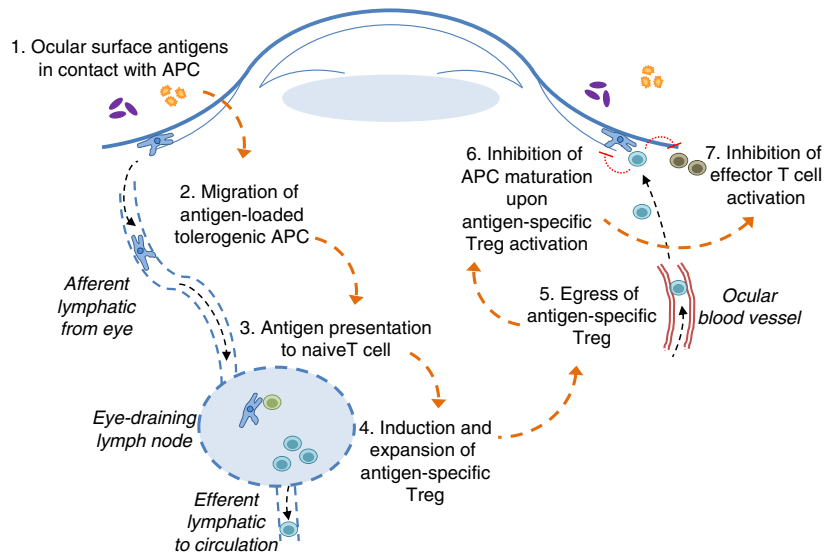 1. Ocular surface antigens
in contact with APC
2. Migration of
antigen-loaded
tolerogenic APC
Afferent
lymphatic
from eye
3. Antigen presentation
to naiveT cell
Eye-draining
lymph node
4. Induction and
expansion of
antigen-specific
Treg
Efferent
lymphatic
to circulation
5. Egress of
antigen-specific
Treg
Ocular
blood vessel
6. Inhibition of
APC maturation
upon
antigen-specific
Treg activation
7. Inhibition of
effector T cell
activation